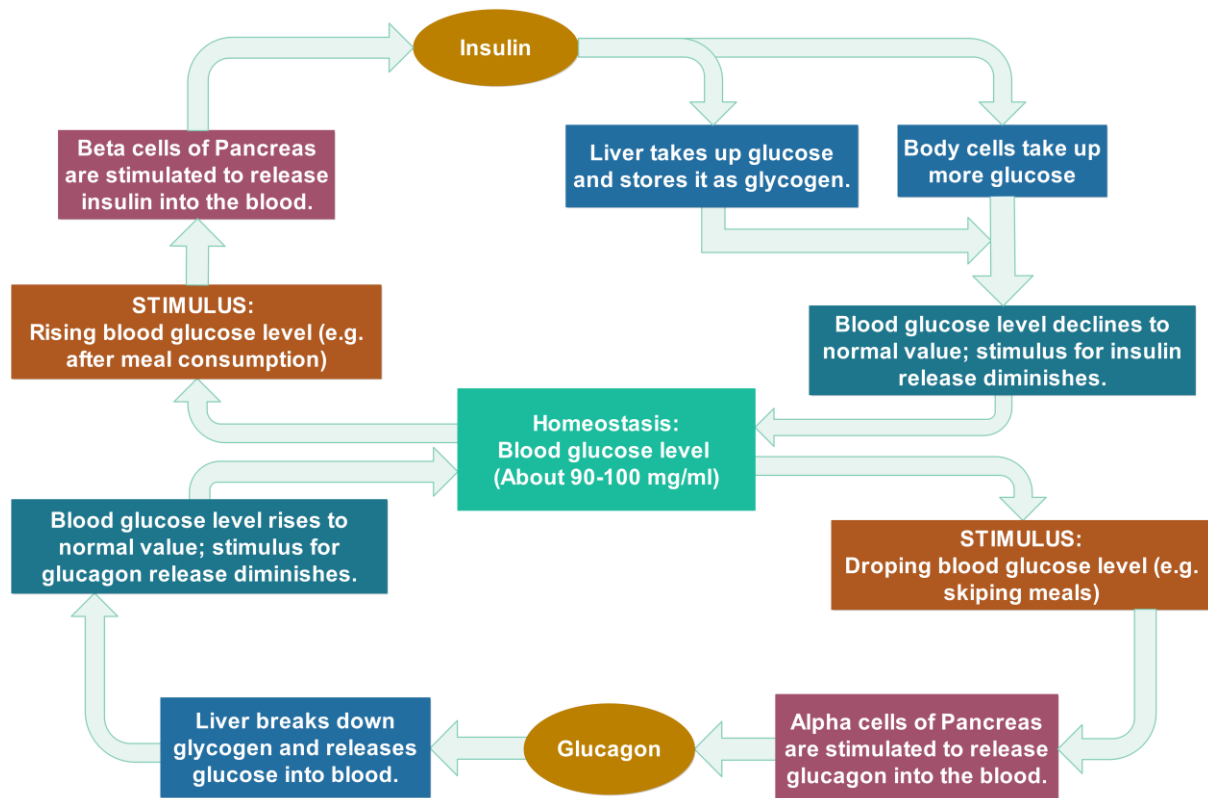 Insulin
Beta cells of Pancreas
are stimulated to release
insulin into the blood.
Liver takes up glucose
and stores it as glycogen.
Body cells take up
more glucose
STIMULUS:
Rising blood glucose level (e.g.
after meal consumption)
Blood glucose level declines to
normal value; stimulus for insulin
release diminishes.
Homeostasis:
Blood glucose level
(About 90-100 mg/ml)
Blood glucose level rises to
normal value; stimulus for
glucagon release diminishes.
STIMULUS:
Droping blood glucose level (e.g.
skiping meals)
Liver breaks down
glycogen and releases
glucose into blood.
Glucagon
Alpha cells of Pancreas
are stimulated to release
glucagon into the blood.